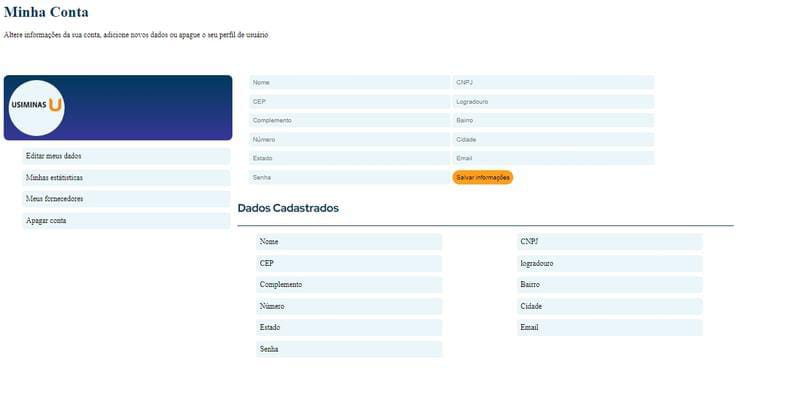 Minha Conta
Altere informações da sua conta, adicione novos dados ou apague o seu perfil de usuário
USIMINAS U
Editar meus dados
Minhas estátisticas
Meus fornecedores
Apagar conta
Nome
CNPJ
CEP
Logradouro
Complemento
Bairro
Número
Cidade
Estado
Email
Senha
Salvar informações
Dados Cadastrados
Nome
CNPJ
CEP
logradouro
Complemento
Bairro
Número
Cidade
Estado
Email
Senha